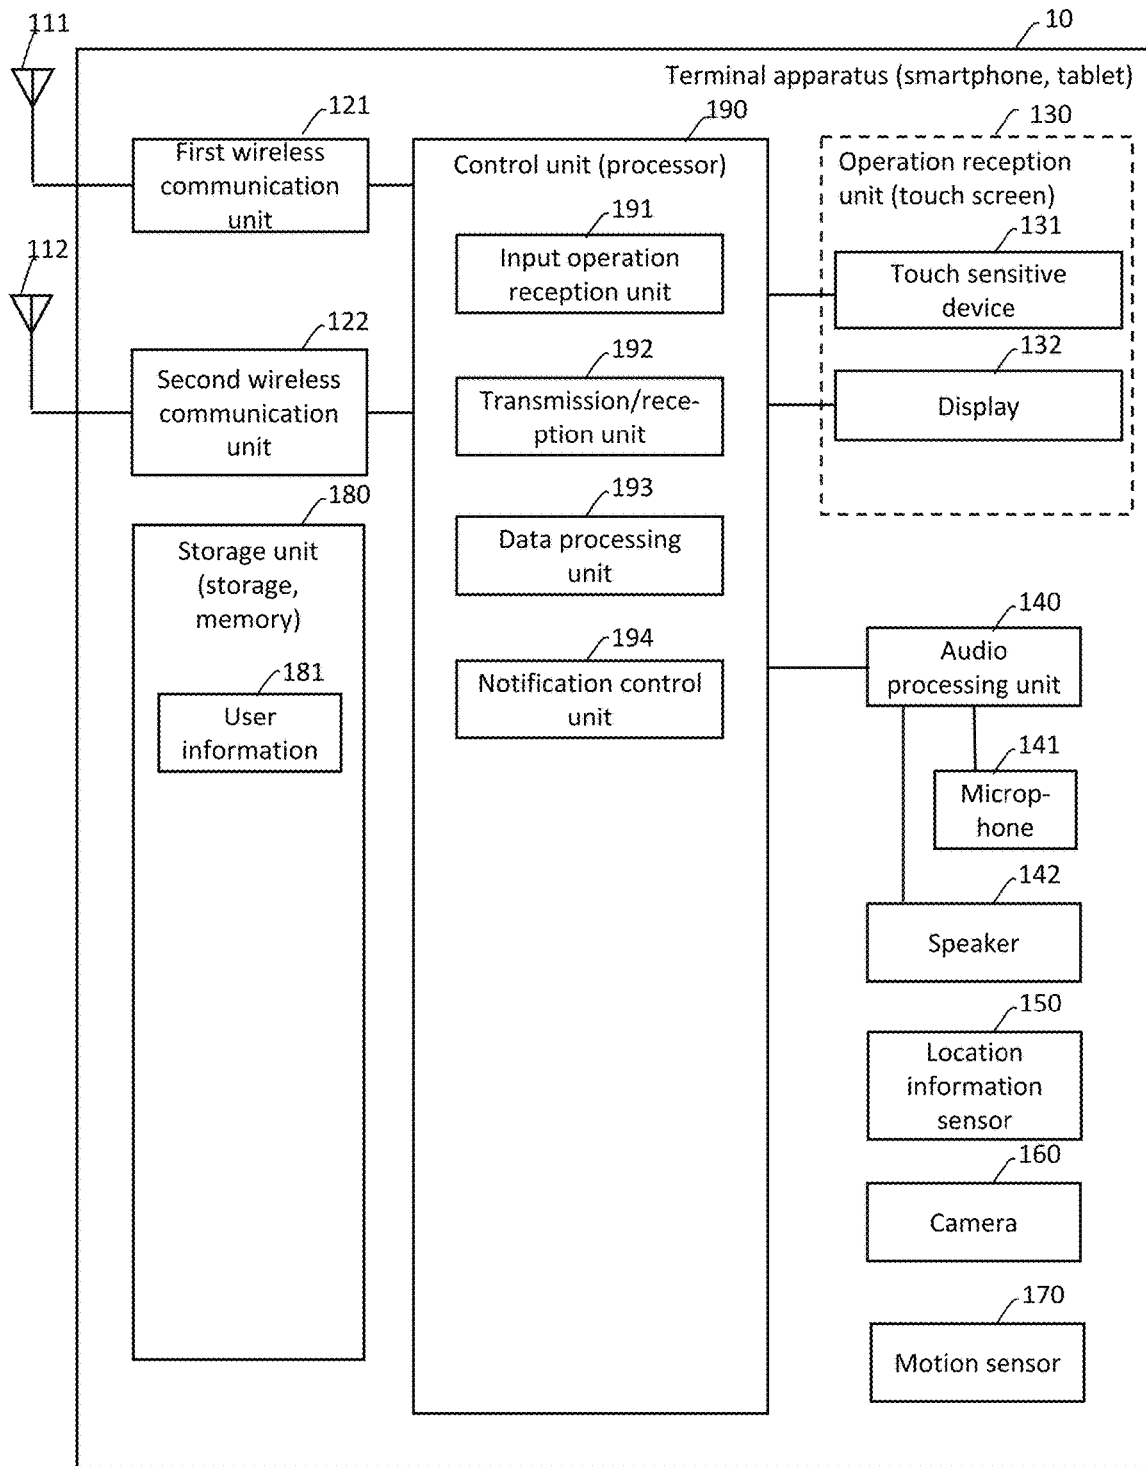 111
10
Terminal apparatus (smartphone, tablet)
121
190
130
First wireless
communication
unit
Control unit (processor)
Operation reception
unit (touch screen)
191
131
Input operation
reception unit
Touch sensitive
device
112
122
192
132
Second wireless
communication
unit
Transmission/rece-
ption unit
Display
180
193
Storage unit
(storage,
memory)
Data processing
unit
140
181
194
Audio
processing unit
User
information
Notification control
unit
141
Microp-
hone
142
Speaker
150
Location
information
sensor
160
Camera
170
Motion sensor